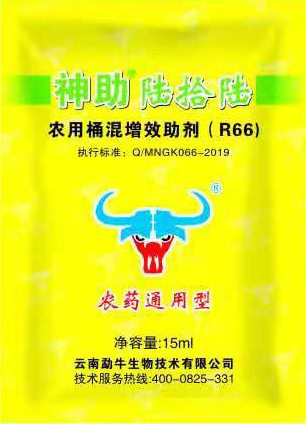 神助®陆拾陆
农用桶混增效助剂（R66)
执行标准：Q/MNGK066-2019
®
农药通用型
净容量:15ml
云南勐牛生物技术有限公司
技术服务热线:400-0825-331